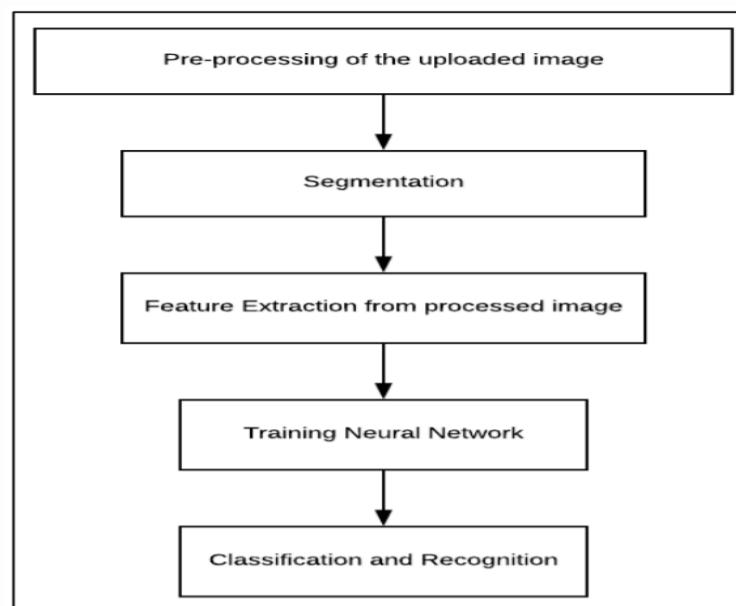 Pre-processing of the uploaded image
Segmentation
Feature Extraction from processed image
Training Neural Network
Classification and Recognition